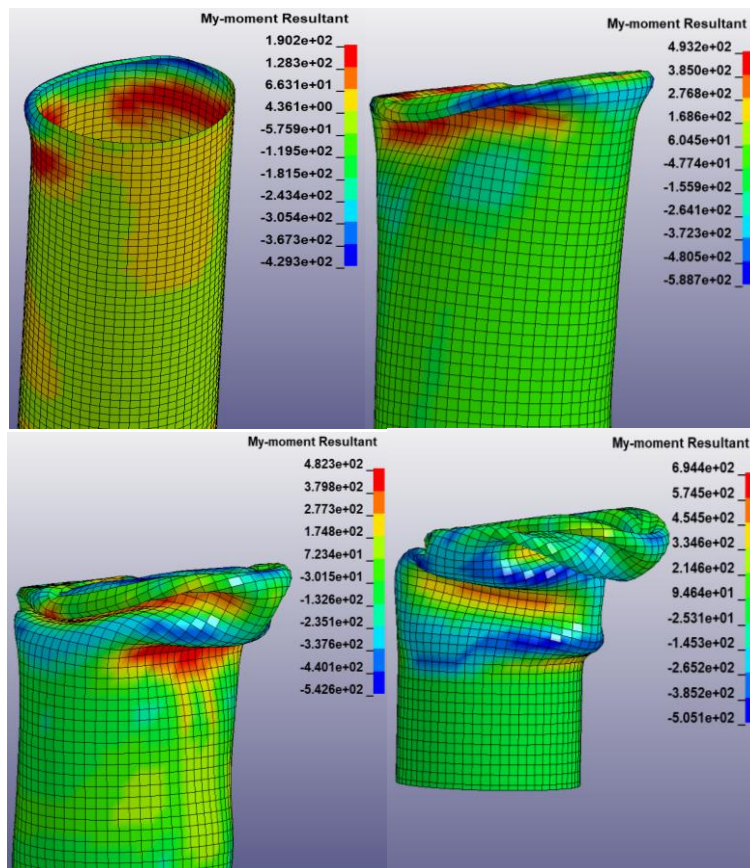 My-moment Resultant
1.902e+02
1.283e+02
6.631e+01
4.361e+00
-5.759e+01
-1.195e+02
-1.815e+02
-2.434e+02
-3.054e+02
-3.673e+02
-4.293e+02
My-moment Resultant
4.932e+02
3.850e+02
2.768e+02
1.686e+02
6.045e+01
-4.774e+01
-1.559e+02
-2.641e+02
-3.723e+02
-4.805e+02
-5.887e+02
My-moment Resultant
4.823e+02
3.798e+02
2.773e+02
1.748e+02
7.234e+01
-3.015e+01
-1.326e+02
-2.351e+02
-3.376e+02
-4.401e+02
-5.426e+02
My-moment Resultant
6.944e+02
5.745e+02
4.545e+02
3.346e+02
2.146e+02
9.464e+01
-2.531e+01
-1.453e+02
-2.652e+02
-3.852e+02
-5.051e+02